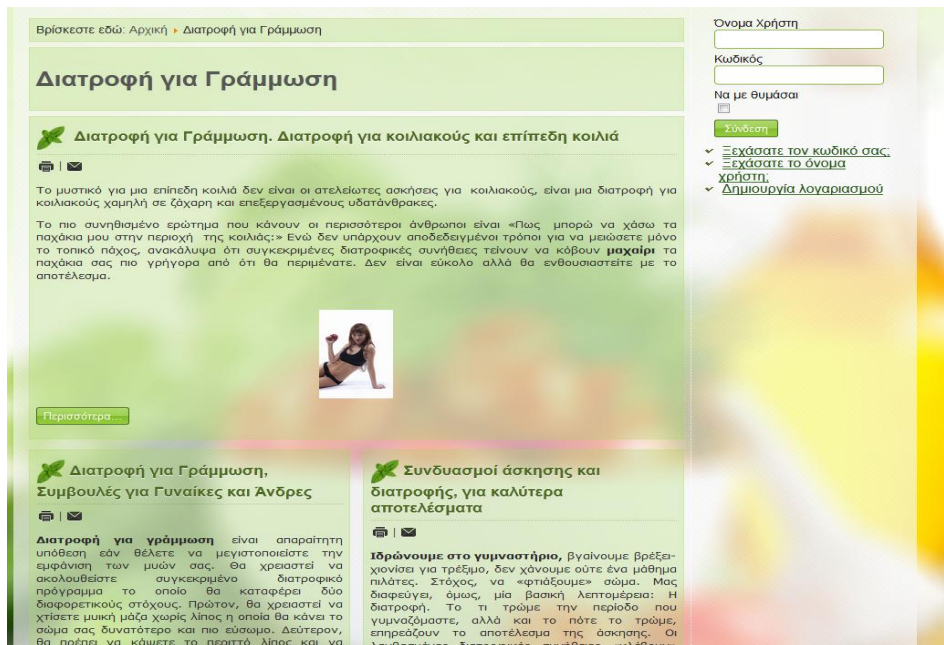 Βρίσκεστε εδώ: Αρχική Διατροφή για Γράμμωση
Διατροφή για Γράμμωση
Διατροφή για Γράμμωση. Διατροφή για κοιλιακούς και επίπεδη κοιλιά
|
Το μυστικό για μια επίπεδη κοιλιά δεν είναι οι ατελείωτες ασκήσεις για κοιλιακούς, είναι μια διατροφή για
κοιλιακούς χαμηλή σε ζάχαρη και επεξεργασμένους υδατάνθρακες.
Το πιο συνηθισμένο ερώτημα που κάνουν οι περισσότεροι άνθρωποι είναι «Πως μπορώ να χάσω τα
παχάκια μου στην περιοχή της κοιλιάς;» Ενώ δεν υπάρχουν αποδεδειγμένοι τρόποι για να μειώσετε μόνο
το τοπικό πάχος, ανακάλυψα ότι συγκεκριμένες διατροφικές συνήθειες τείνουν να κόβουν μαχαίρι τα
παχάκια σας πιο γρήγορα από ότι θα περιμένατε. Δεν είναι εύκολο αλλά θα ενθουσιαστείτε με το
αποτέλεσμα.
Περισσότερα...
Διατροφή για Γράμμωση,
Συμβουλές για Γυναίκες και Άνδρες
|
Διατροφή για γράμμωση είναι απαραίτητη
υπόθεση εάν θέλετε να μεγιστοποιείστε την
εμφάνιση των μυών σας. Θα χρειαστεί να
ακολουθείστε συγκεκριμένο διατροφικό
πρόγραμμα το οποίο θα καταφέρει δύο
διαφορετικούς στόχους. Πρώτον, θα χρειαστεί να
χτίσετε μυική μάζα χωρίς λίπος η οποία θα κάνει το
σώμα σας δυνατότερο και πιο εύσωμο. Δεύτερον,
θα πρέπει να κάψετε το περιττό λίπος και να
Συνδυασμοί άσκησης και
διατροφής, για καλύτερα
αποτελέσματα
|
Ιδρώνουμε στο γυμναστήριο, βγαίνουμε βρέξει-
χιονίσει για τρέξιμο, δεν χάνουμε ούτε ένα μάθημα
πιλάτες. Στόχος, να «φτιάξουμε» σώμα. Μας
διαφεύγει, όμως, μία βασική λεπτομέρεια: Η
διατροφή. Το τι τρώμε την περίοδο που
γυμναζόμαστε, αλλά και το πότε το τρώμε,
επηρεάζουν το αποτέλεσμα της άσκησης. Οι
Όνομα Χρήστη
Κωδικός
Να με θυμάσαι
Σύνδεση
Ξεχάσατε τον κωδικό σας;
Ξεχάσατε το όνομα
χρήστη;
Δημιουργία λογαριασμού